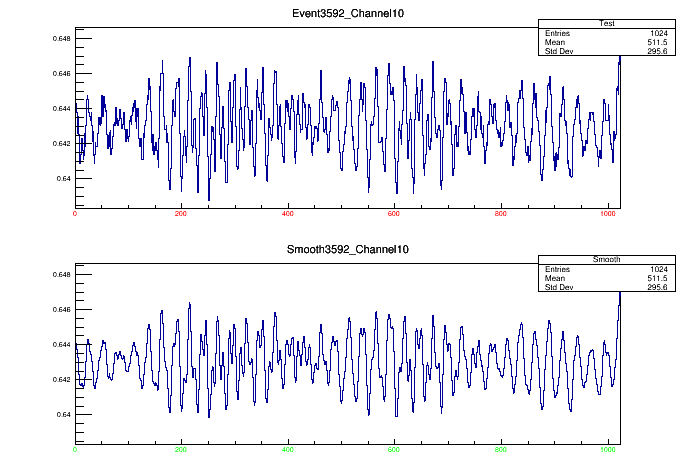 Event3592_Channel10
Test
Entries 1024
Mean 511.5
Std Dev 295.6
0.648
0.646
0.644
0.642
0.64
0 200 400 600 800 1000
Smooth3592_Channel10
Smooth
Entries 1024
Mean 511.5
Std Dev 295.6
0.648
0.646
0.644
0.642
0.64
0 200 400 600 800 1000